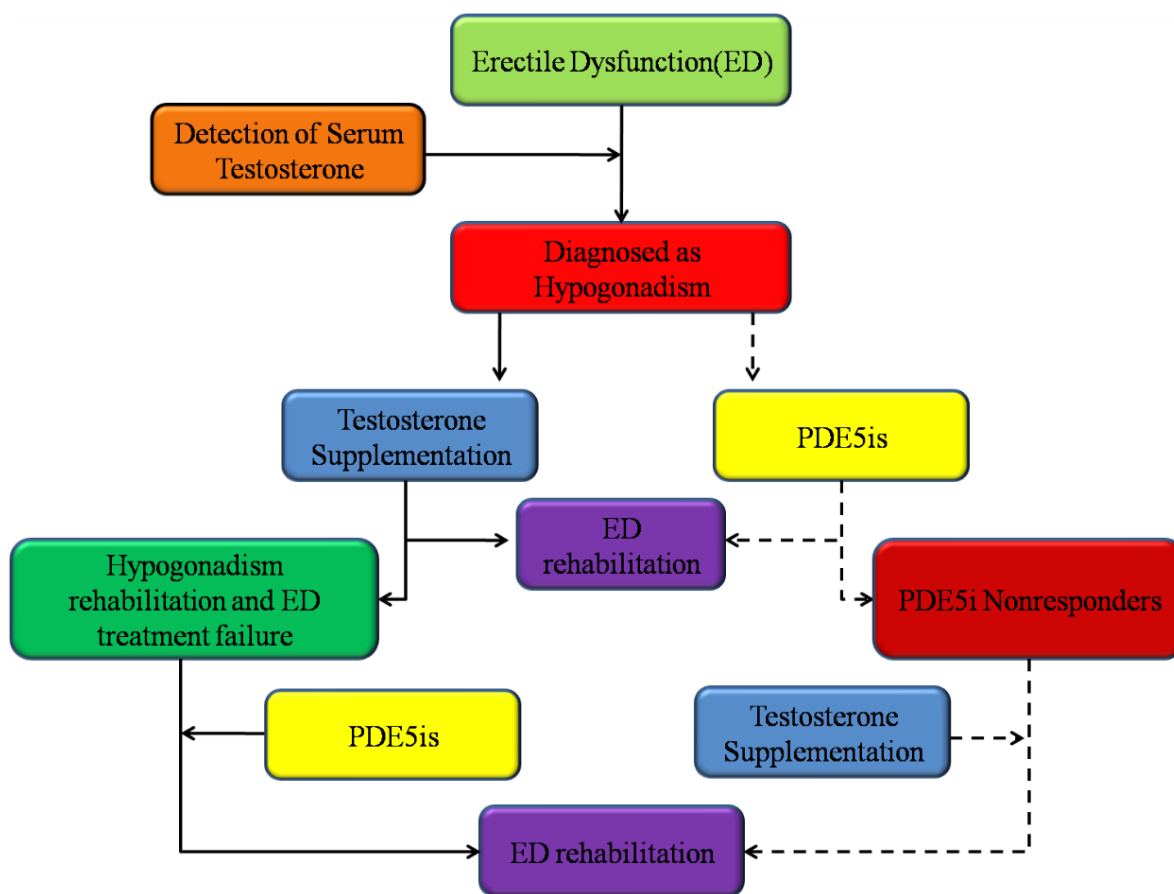 Erectile Dysfunction(ED)
Detection of Serum
Testosterone
Diagnosed as
Hypogonadism
Testosterone
Supplementation
PDE5is
ED
rehabilitation
Hypogonadism
rehabilitation and ED
treatment failure
PDE5i Nonresponders
PDE5is
Testosterone
Supplementation
ED rehabilitation